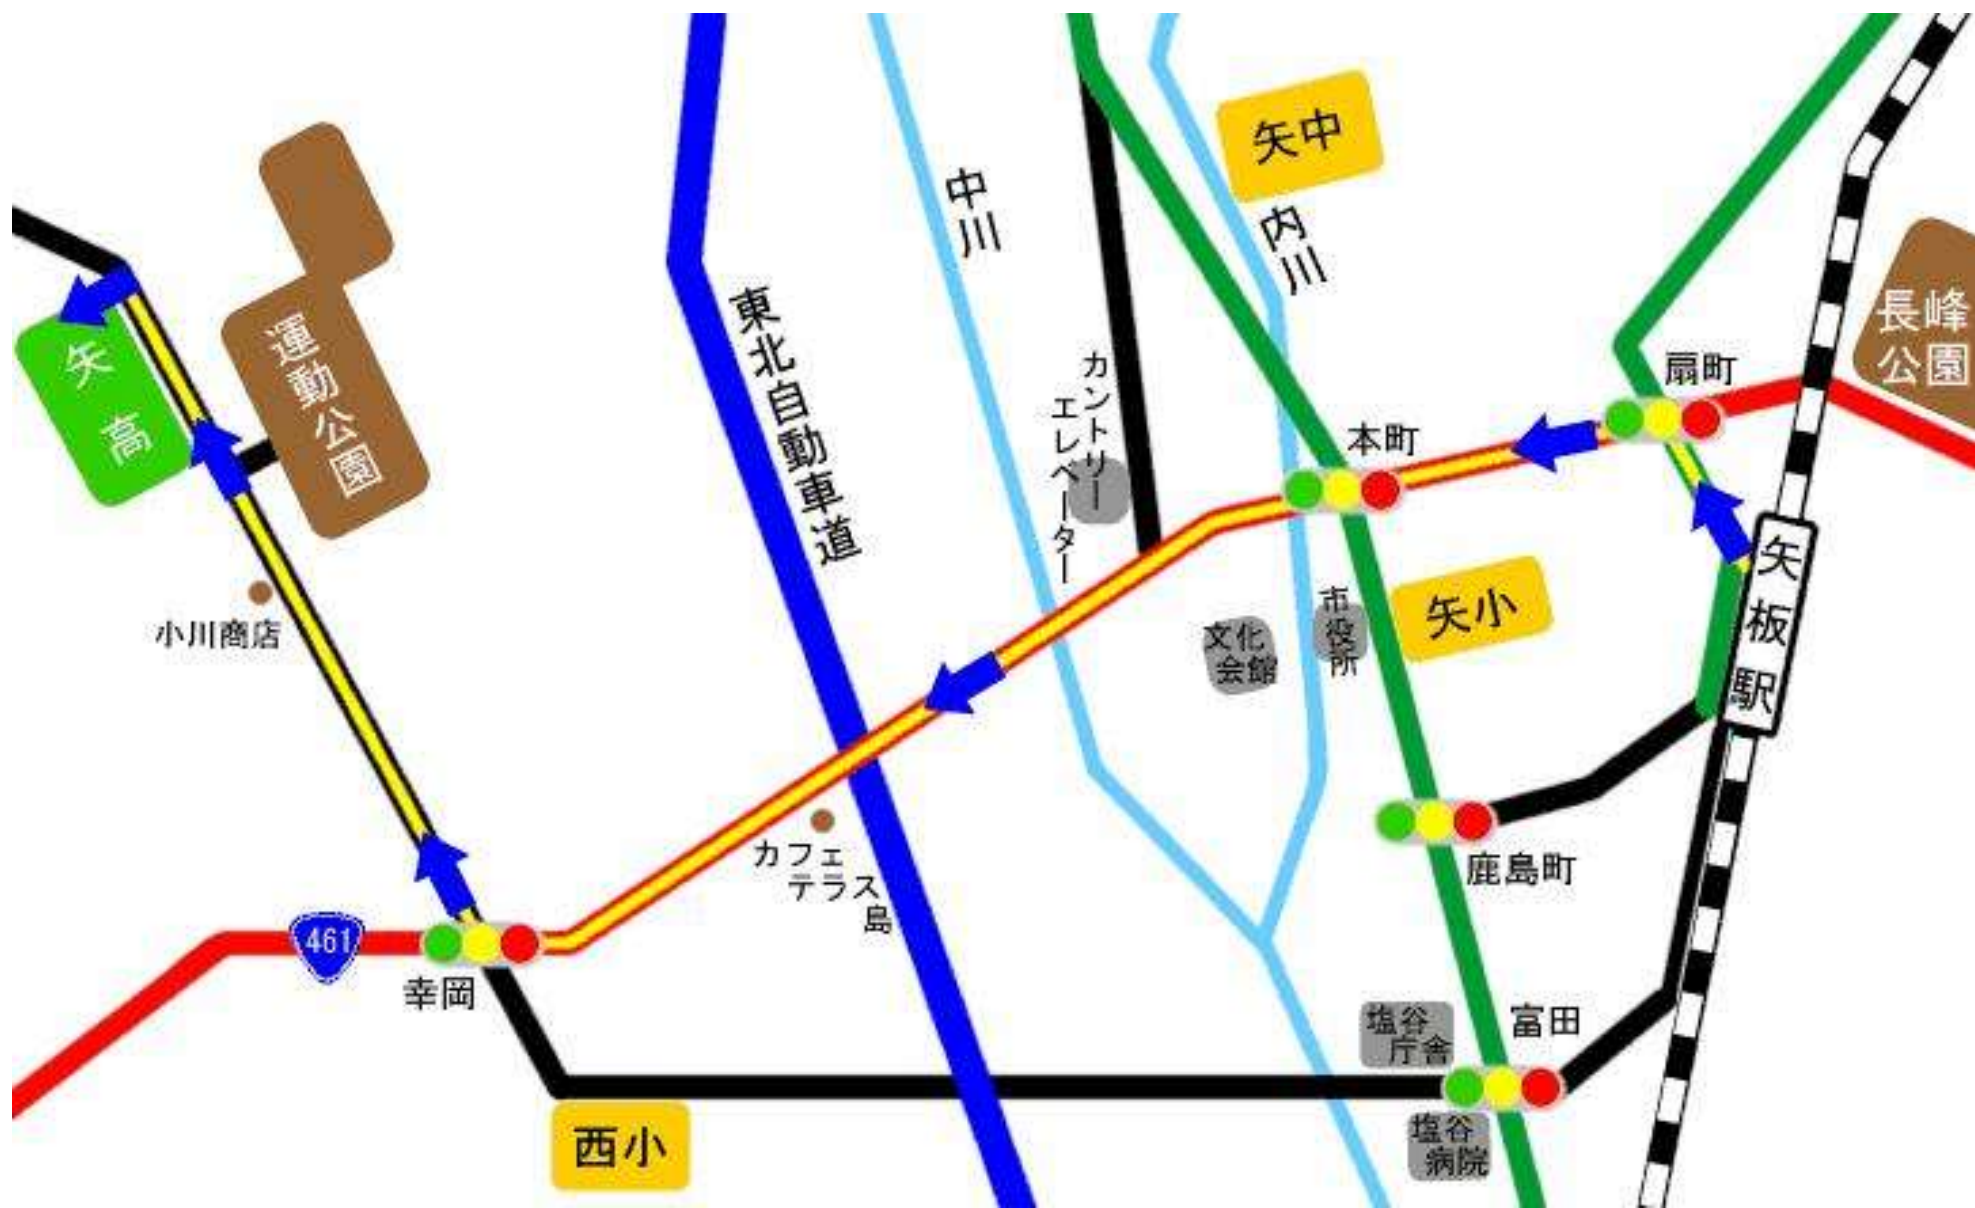 矢中
中川
内川
東北自動車道
長峰
公園
扇町
矢高
運動公園
カントリー
エレベーター
本町
矢板駅
小川商店
市役所
文化
会館
矢小
カフェ
テラス
島
鹿島町
461
幸岡
塩谷
庁舎
富田
西小
塩谷
病院